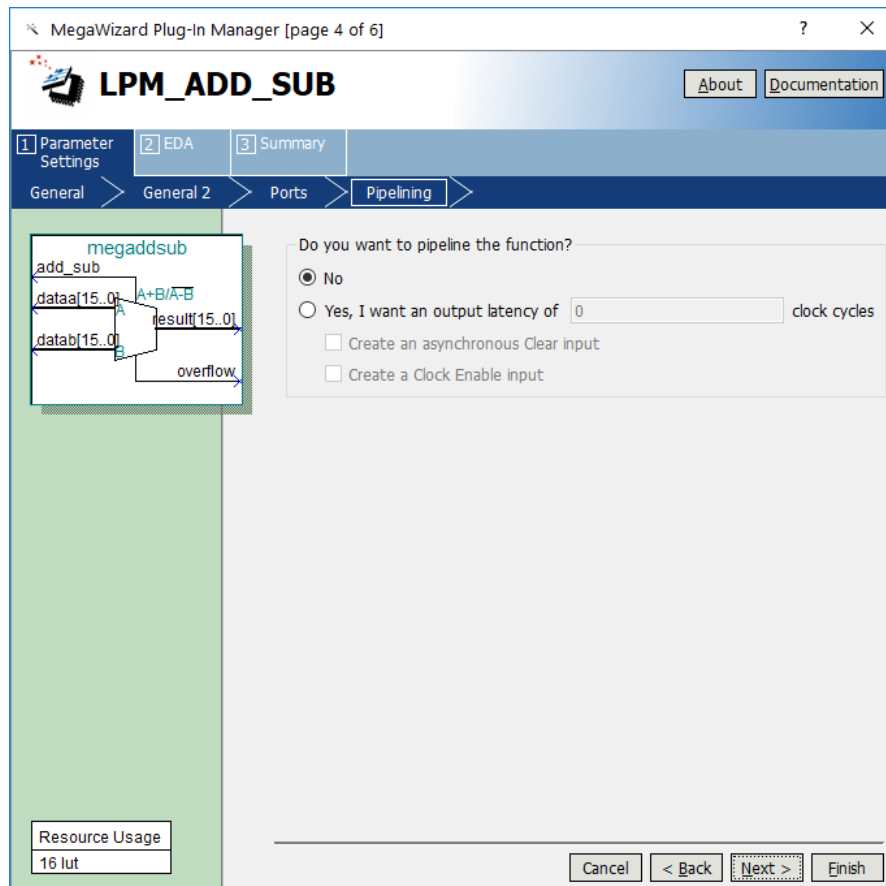 MegaWizard Plug-In Manager [page 4 of 6]
? ×
LPM_ADD_SUB
About Documentation
1 Parameter Settings
2 EDA
3 Summary
General General 2 Ports Pipelining
megaddsub
add_sub
A+B/A-B
dataa[15..0]
A
result[15..0]
datab[15..0]
B
overflow
Do you want to pipeline the function?
No
Yes, I want an output latency of 0 clock cycles
Create an asynchronous Clear input
Create a Clock Enable input
Resource Usage
16 lut
Cancel < Back Next > Finish